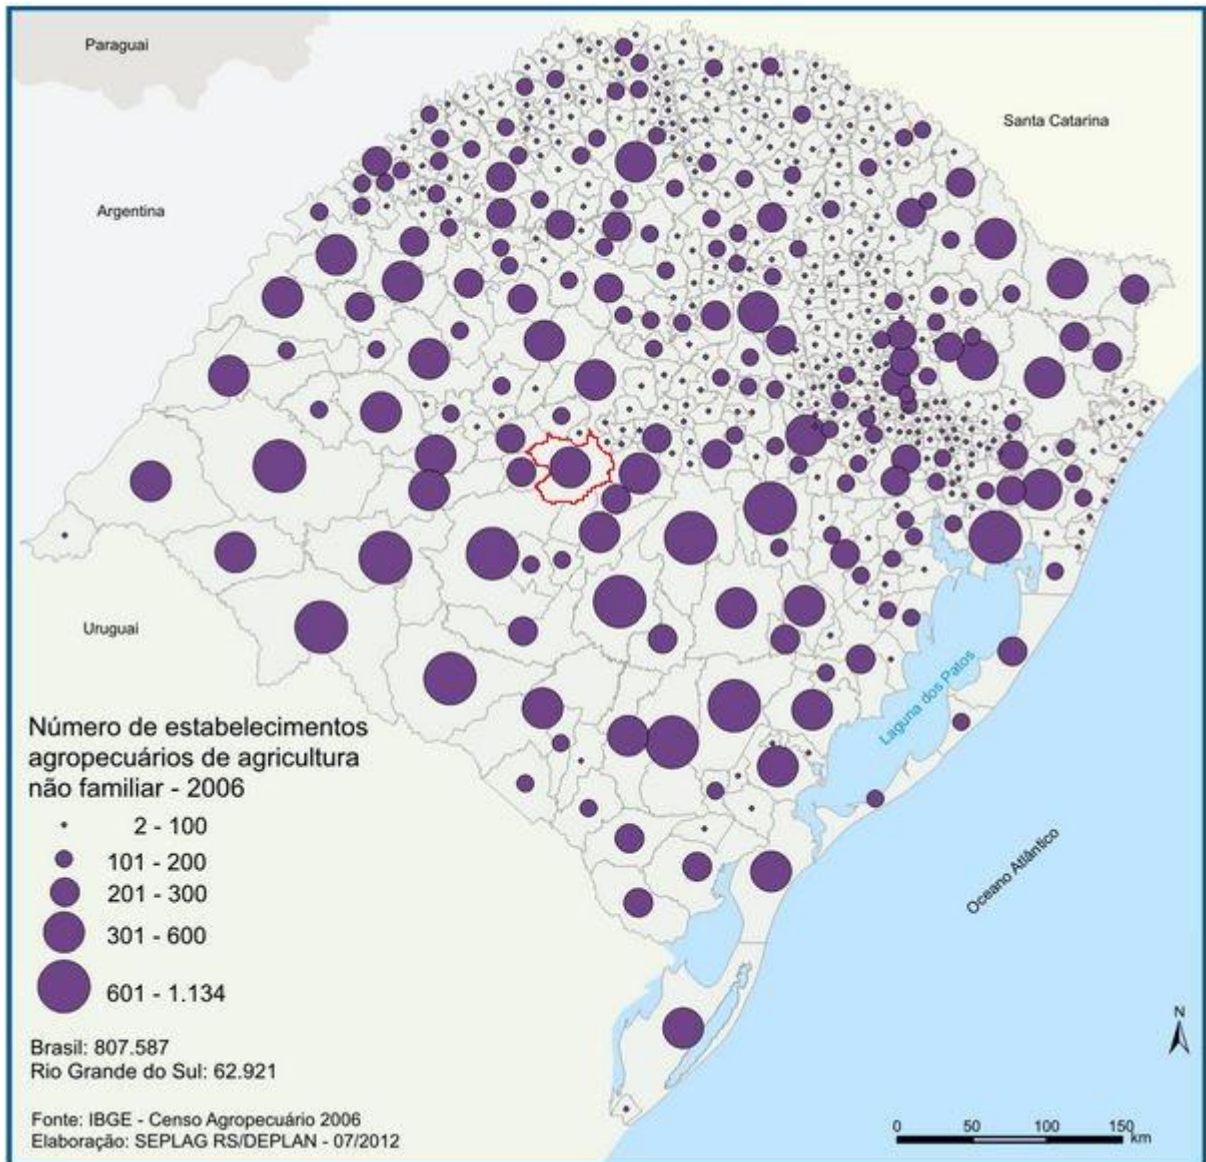 Paraguai
Santa Catarina
Argentina
Uruguai
Laguna dos Patos
Oceano Atlântico
Número de estabelecimentos
agropecuários de agricultura
não familiar - 2006
2 - 100
101 - 200
201 - 300
301 - 600
601 - 1.134
Brasil: 807.587
Rio Grande do Sul: 62.921
Fonte: IBGE - Censo Agropecuário 2006
Elaboração: SEPLAG RS/DEPLAN - 07/2012
N
0 50 100 150
km